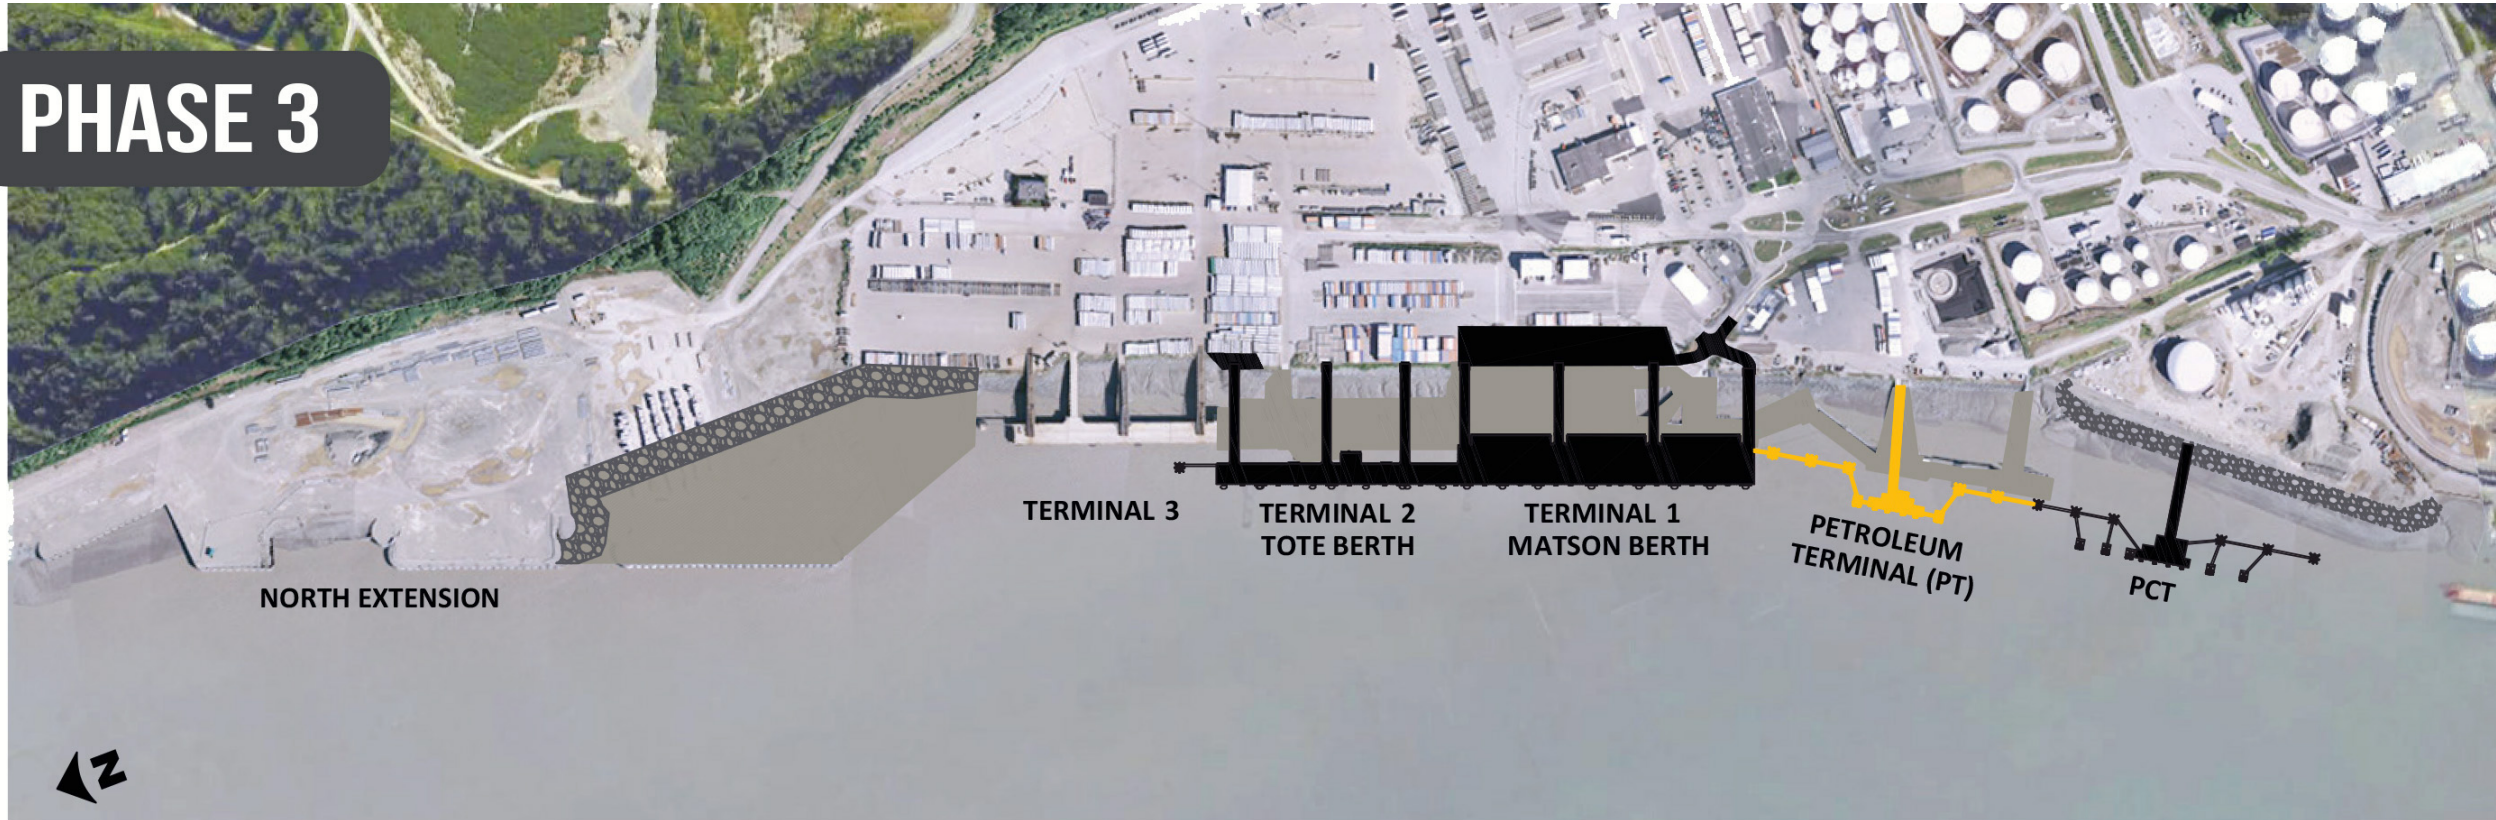 PHASE 3
TERMINAL 3
TERMINAL 2
TOTE BERTH
TERMINAL 1
MATSON BERTH
PETROLEUM
TERMINAL (PT)
PCT
NORTH EXTENSION
N